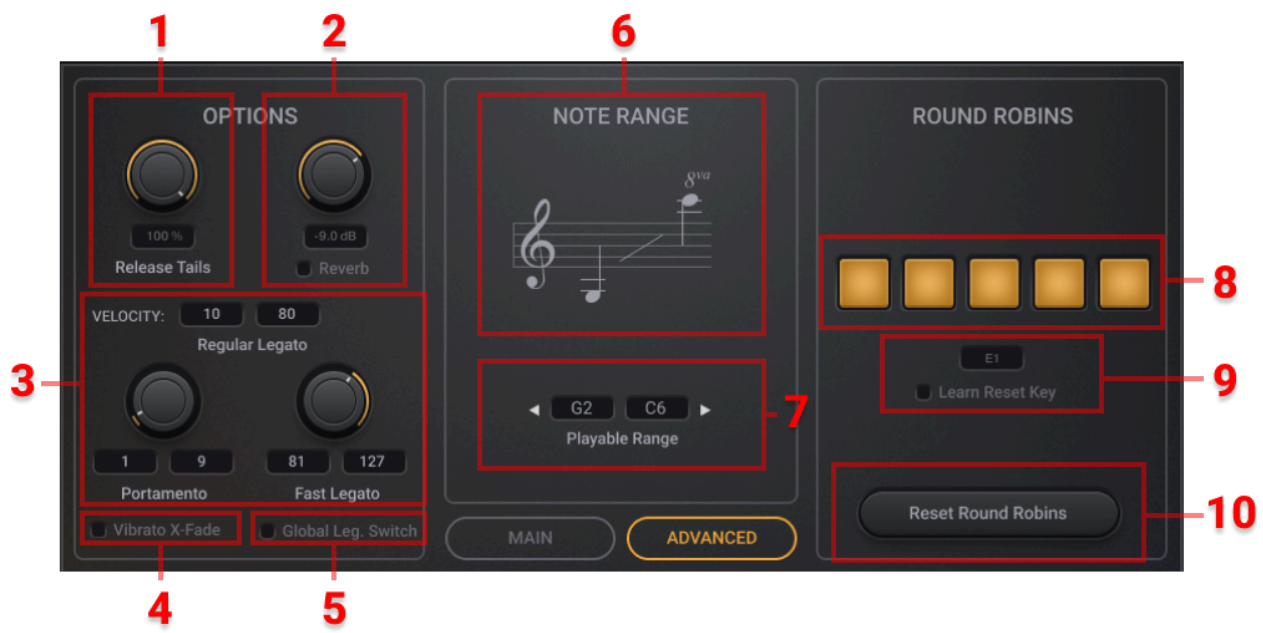 1
2
6
OPTIONS
100 %
Release Tails
-9.0 dB
Reverb
VELOCITY:
10
80
Regular Legato
3
1
9
Portamento
81
127
Fast Legato
Vibrato X-Fade
Global Leg. Switch
4
5
NOTE RANGE
8va
G2
C6
Playable Range
7
MAIN
ADVANCED
ROUND ROBINS
8
E1
Learn Reset Key
9
Reset Round Robins
10